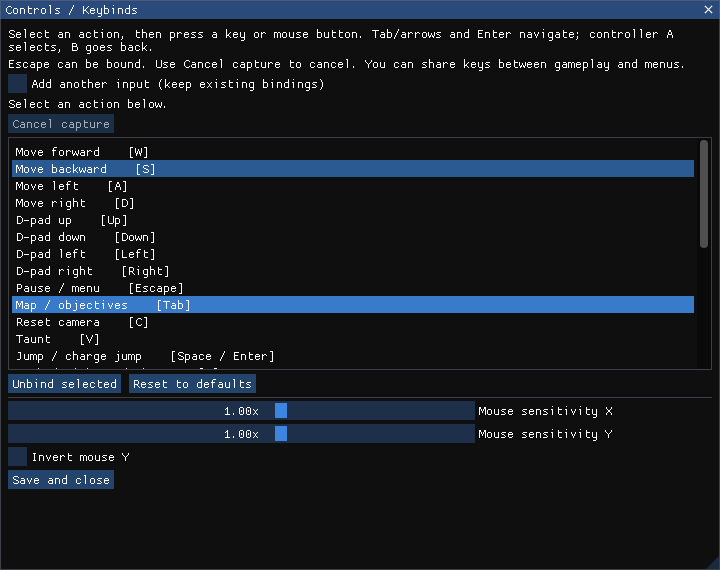 Controls / Keybinds
Select an action, then press a key or mouse button. Tab/arrows and Enter navigate; controller A
selects, B goes back.
Escape can be bound. Use Cancel capture to cancel. You can share keys between gameplay and menus.
Add another input (keep existing bindings)
Select an action below.
Cancel capture
Move forward [W]
Move backward [S]
Move left [A]
Move right [D]
D-pad up [Up]
D-pad down [Down]
D-pad left [Left]
D-pad right [Right]
Pause / menu [Escape]
Map / objectives [Tab]
Reset camera [C]
Taunt [V]
Jump / charge jump [Space / Enter]
Unbind selected Reset to defaults
1.00x Mouse sensitivity X
1.00x Mouse sensitivity Y
Invert mouse Y
Save and close